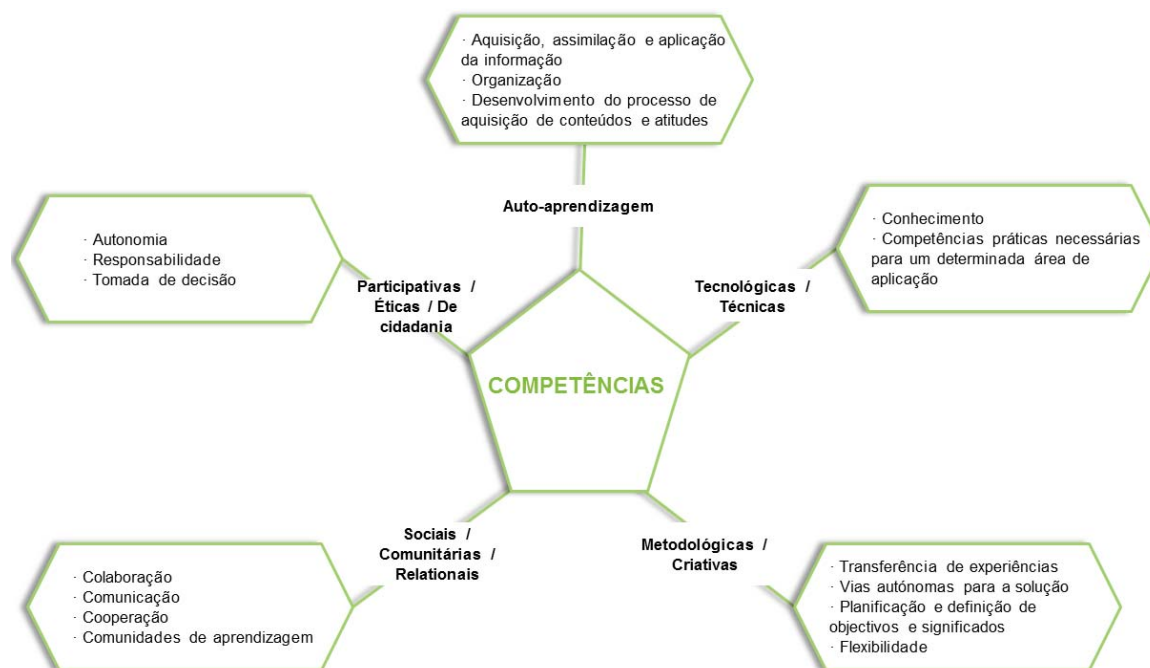 · Aquisição, assimilação e aplicação
da informação
· Organização
· Desenvolvimento do processo de
aquisição de conteúdos e atitudes
Auto-aprendizagem
· Autonomia
· Responsabilidade
· Tomada de decisão
Participativas /
Éticas / De
cidadania
· Conhecimento
· Competências práticas necessárias
para um determinada área de
aplicação
Tecnológicas /
Técnicas
COMPETÊNCIAS
Sociais /
Comunitárias /
Relationais
· Colaboração
· Comunicação
· Cooperação
· Comunidades de aprendizagem
Metodológicas /
Criativas
· Transferência de experiências
· Vias autónomas para a solução
· Planificação e definição de
objectivos e significados
· Flexibilidade